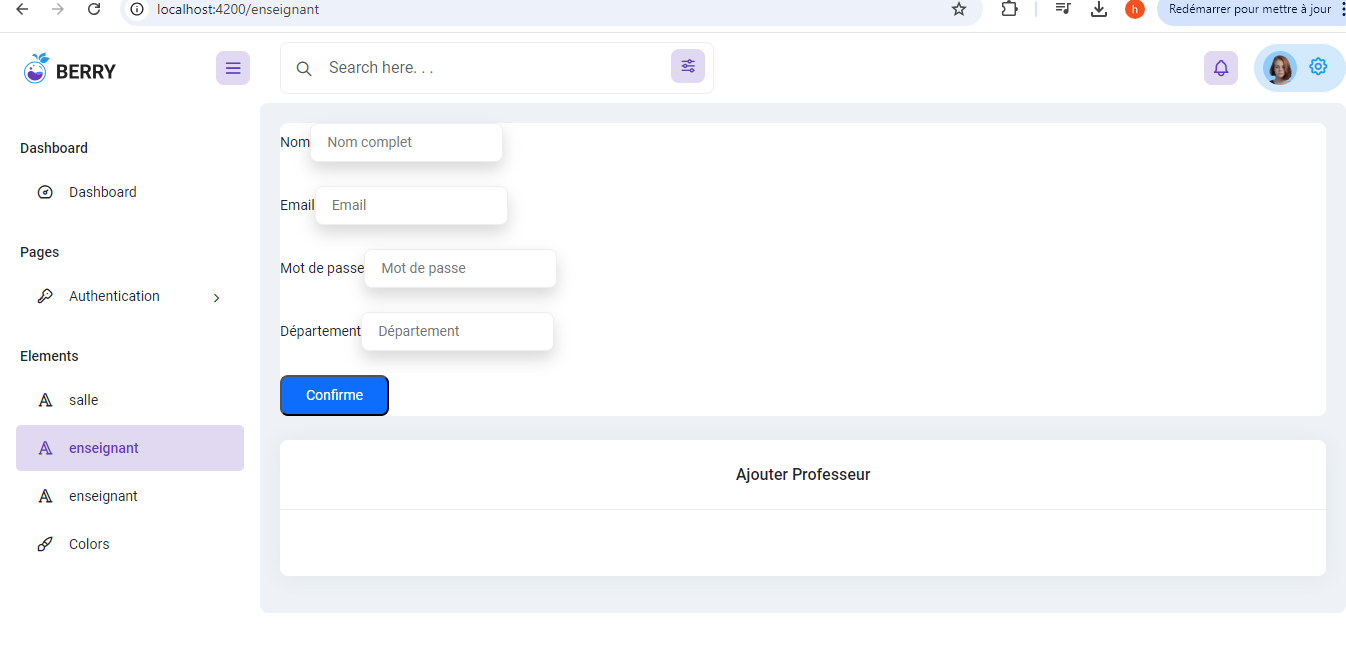 localhost:4200/enseignant
h
Redémarrer pour mettre à jour
BERRY
Search here. . .
Dashboard
Dashboard
Pages
Authentication
Elements
salle
enseignant
enseignant
Colors
Nom
Nom complet
Email
Email
Mot de passe
Mot de passe
Département
Département
Confirme
Ajouter Professeur